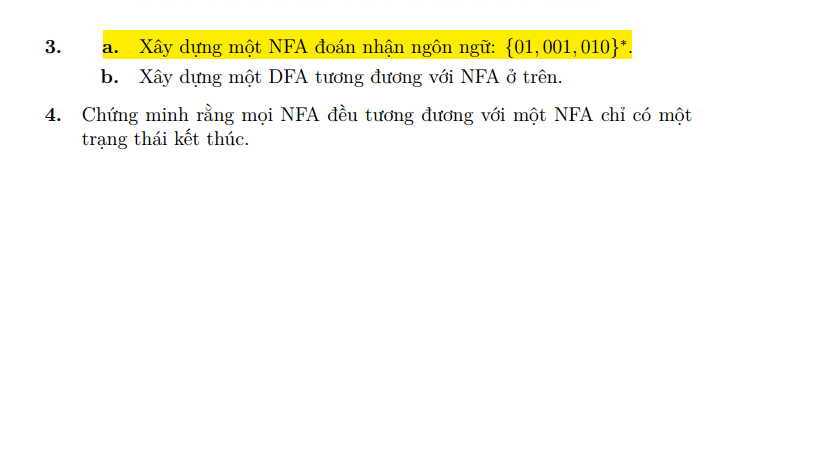 3. a. Xây dựng một NFA đoán nhận ngôn ngữ: {01, 001, 010}*.
b. Xây dựng một DFA tương đương với NFA ở trên.
4. Chứng minh rằng mọi NFA đều tương đương với một NFA chỉ có một
trạng thái kết thúc.